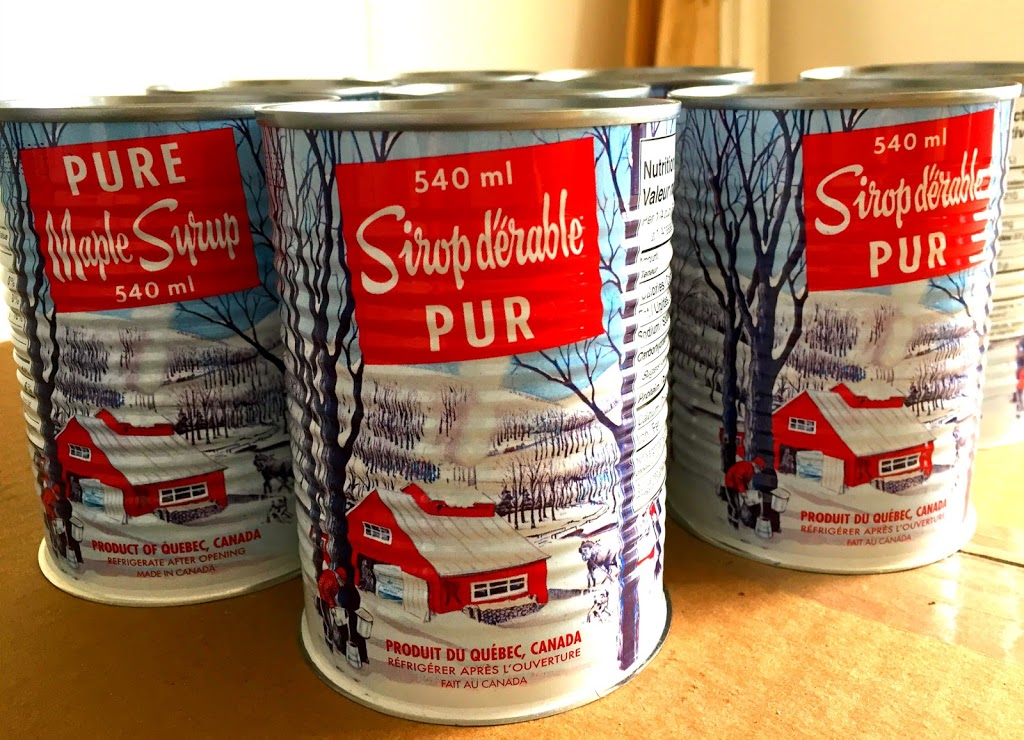 PURE
Maple Syrup
540 ml
PRODUCT OF QUEBEC, CANADA
REFRIGERATE AFTER OPENING
MADE IN CANADA
540 ml
Sirop d'érable
PUR
PRODUIT DU QUÉBEC, CANADA
RÉFRIGÉRER APRÈS L'OUVERTURE
FAIT AU CANADA
Nutrition
Valeur
540 ml
Sirop d'érable
PUR
PRODUIT DU QUÉBEC, CANADA
RÉFRIGÉRER APRÈS L'OUVERTURE
FAIT AU CANADA